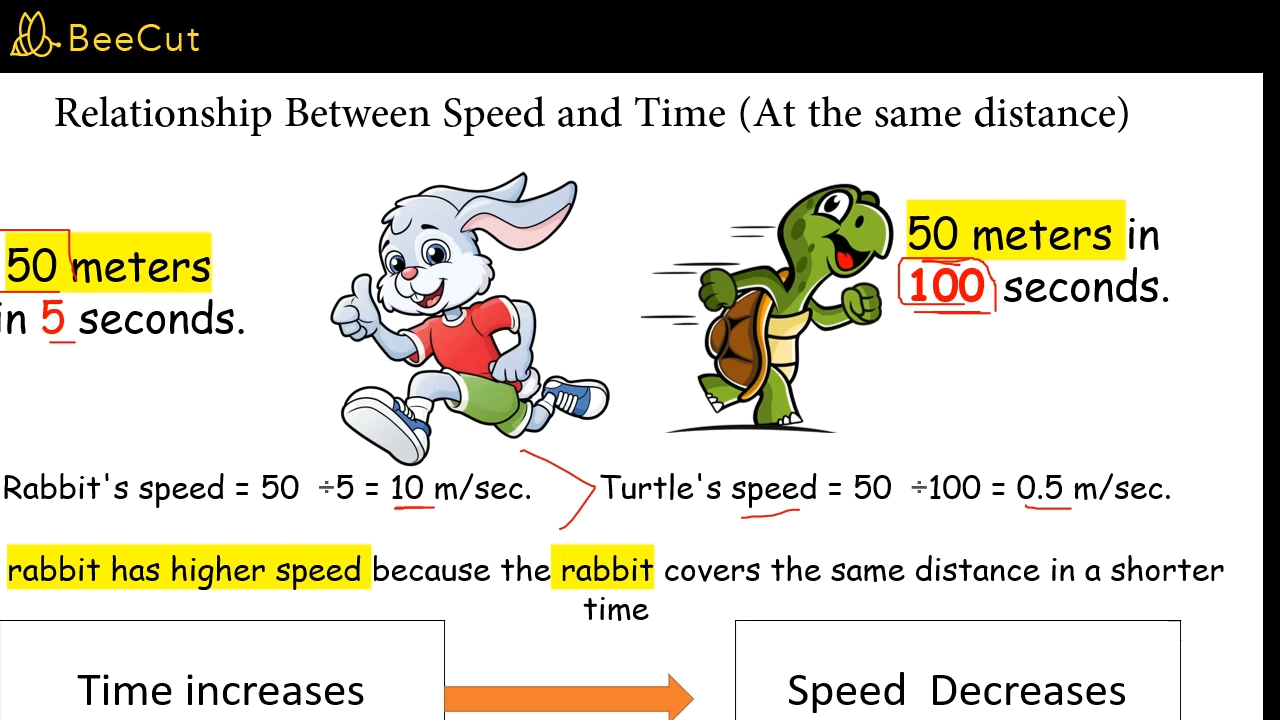 BeeCut
Relationship Between Speed and Time (At the same distance)
50 meters
in 5 seconds.
50 meters in
100 seconds.
Rabbit's speed = 50 ÷5 = 10 m/sec.
Turtle's speed = 50 ÷100 = 0.5 m/sec.
rabbit has higher speed because the rabbit covers the same distance in a shorter
time
Time increases
Speed Decreases